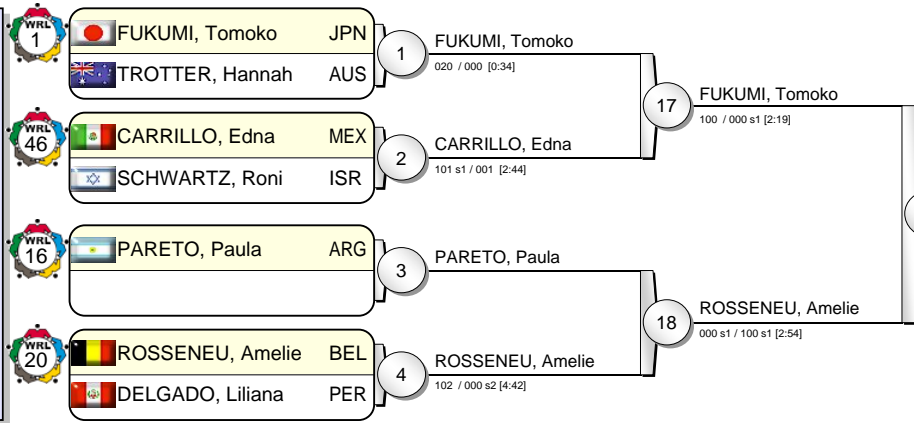 WRL
1
FUKUMI, Tomoko JPN
TROTTER, Hannah AUS
1
FUKUMI, Tomoko
020 / 000 [0:34]
WRL
46
CARRILLO, Edna MEX
SCHWARTZ, Roni ISR
2
CARRILLO, Edna
101 s1 / 001 [2:44]
17
FUKUMI, Tomoko
100 / 000 s1 [2:19]
WRL
16
PARETO, Paula ARG
3
PARETO, Paula
WRL
20
ROSSENEU, Amelie BEL
DELGADO, Liliana PER
4
ROSSENEU, Amelie
102 / 000 s2 [4:42]
18
ROSSENEU, Amelie
000 s1 / 100 s1 [2:54]